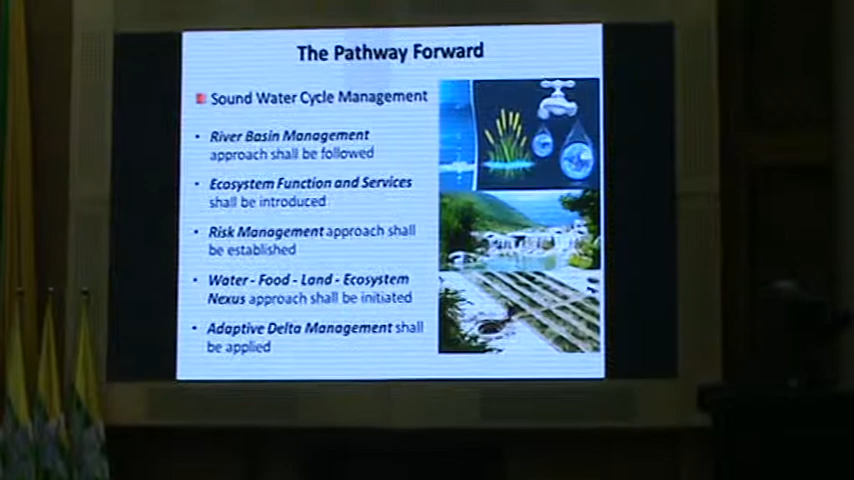 The Pathway Forward
Sound Water Cycle Management
• River Basin Management
approach shall be followed
• Ecosystem Function and Services
shall be introduced
• Risk Management approach shall
be established
• Water - Food - Land - Ecosystem
Nexus approach shall be initiated
• Adaptive Delta Management shall
be applied